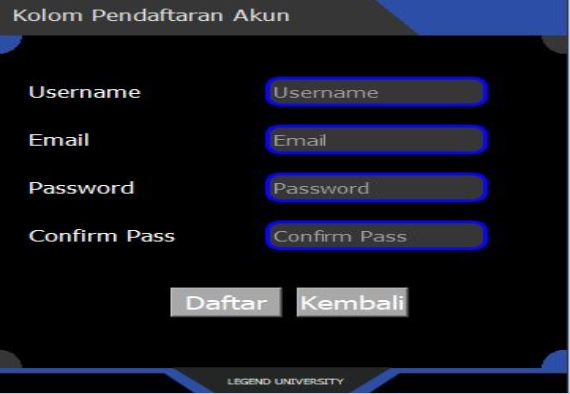 Kolom Pendaftaran Akun
Username Username
Email Email
Password Password
Confirm Pass Confirm Pass
Daftar Kembali
LEGEND UNIVERSITY